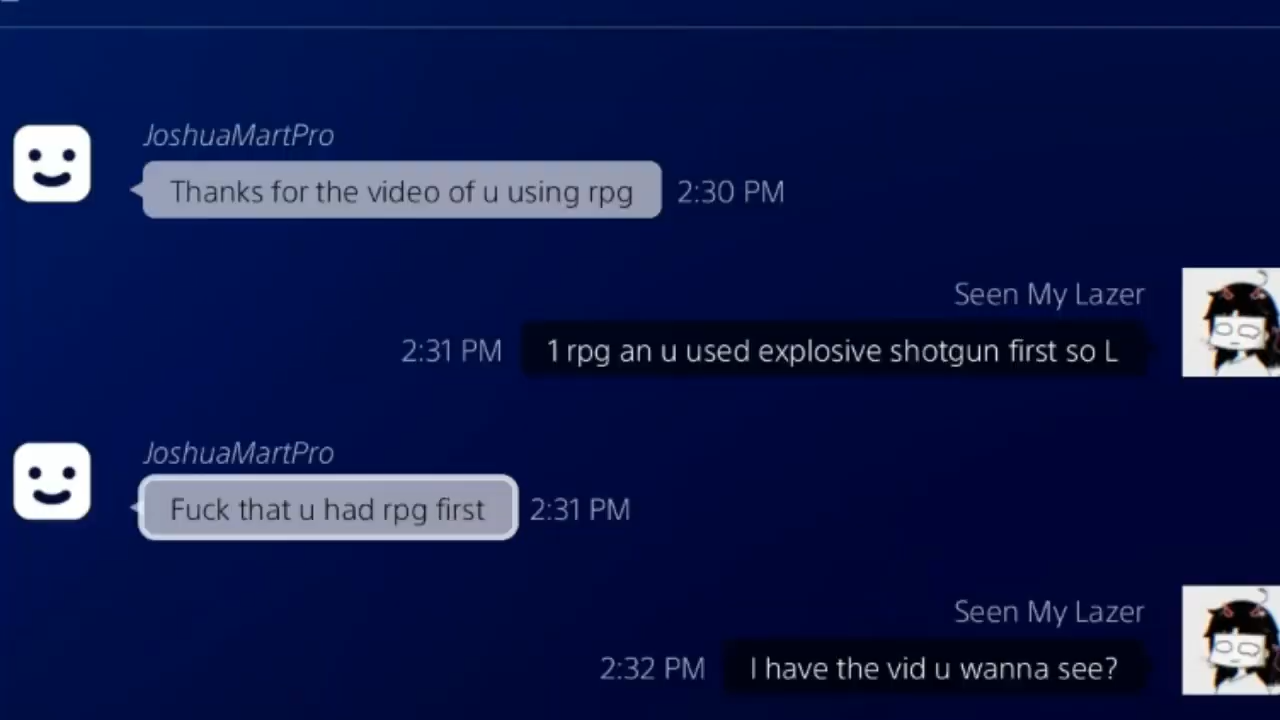 JoshuaMartPro
Thanks for the video of u using rpg 2:30 PM
Seen My Lazer
2:31 PM 1 rpg an u used explosive shotgun first so L
JoshuaMartPro
Fuck that u had rpg first 2:31 PM
Seen My Lazer
2:32 PM I have the vid u wanna see?